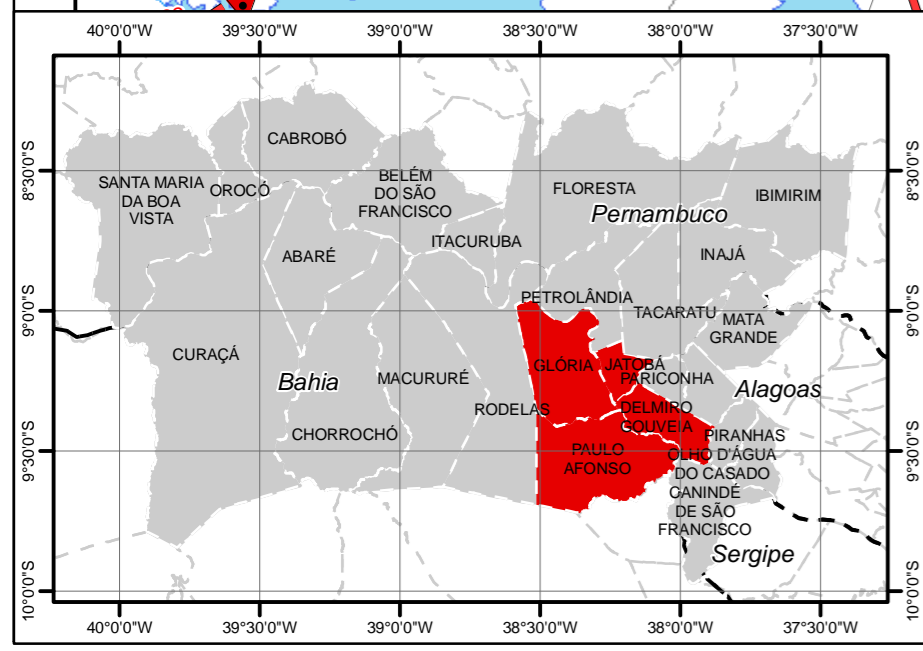 40°0'0"W 39°30'0"W 39°0'0"W 38°30'0"W 38°0'0"W 37°30'0"W
8°30'0"S
9°0'0"S
9°30'0"S
10°0'0"S
CABROBÓ
SANTA MARIA
DA BOA
VISTA
OROCÓ
BELÉM
DO SÃO
FRANCISCO
FLORESTA
IBIMIRIM
Pernambuco
ITACURUBA
ABARÉ
INAJÁ
PETROLÂNDIA
TACARATU
MATA
GRANDE
CURAÇÁ
Bahia
MACURURÉ
GLÓRIA
JATOBÁ
PARICONHA
Alagoas
RODELAS
DELMIRO
GOUVEIA
CHORROCHÓ
PAULO
AFONSO
PIRANHAS
OLHO D'ÁGUA
DO CASADO
CANINDÉ
DE SÃO
FRANCISCO
Sergipe
8°30'0"S
9°0'0"S
9°30'0"S
10°0'0"S
40°0'0"W 39°30'0"W 39°0'0"W 38°30'0"W 38°0'0"W 37°30'0"W